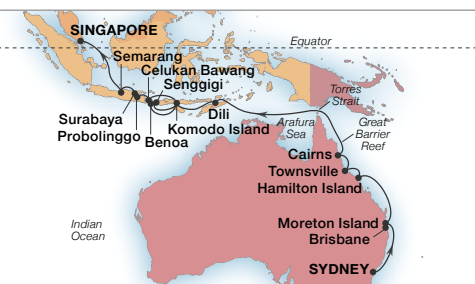 SINGAPORE
Equator
Semarang
Celukan Bawang
Senggigi
Torres
Strait
Surabaya
Dili
Arafura
Sea
Great
Barrier
Reef
Probolinggo
Komodo Island
Benoa
Cairns
Townsville
Hamilton Island
Indian
Ocean
Moreton Island
Brisbane
SYDNEY